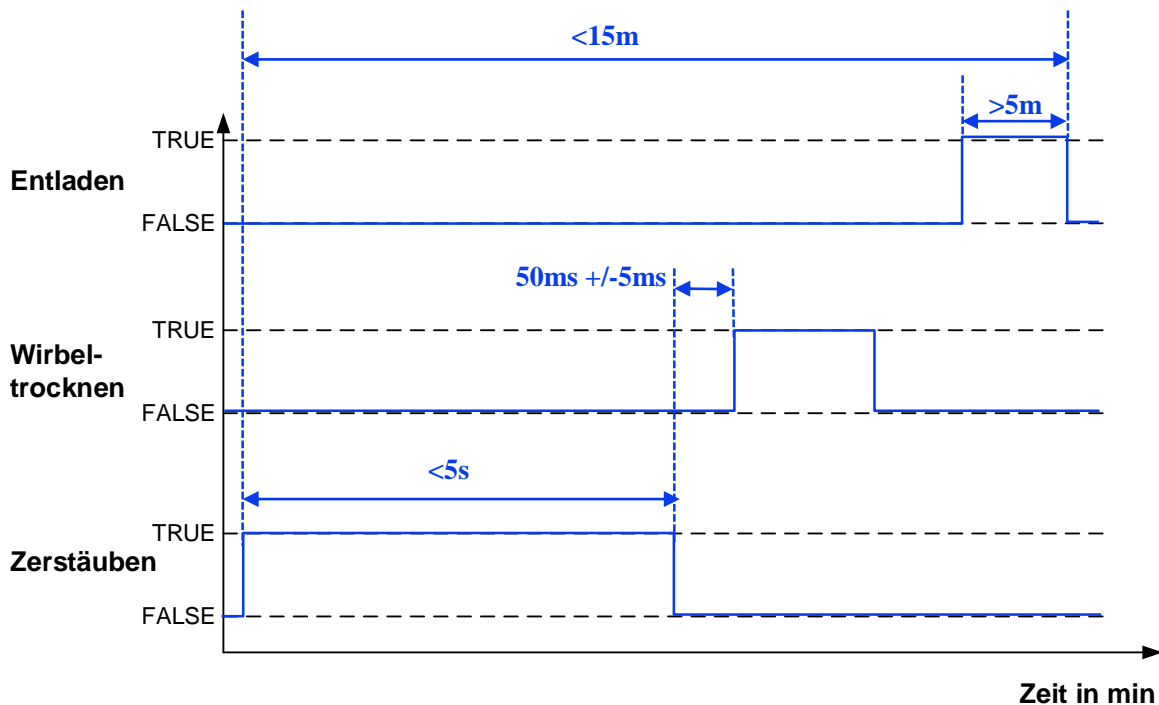 <15m
>5m
TRUE
Entladen
FALSE
50ms +/-5ms
TRUE
Wirbel-
trocknen
FALSE
<5s
TRUE
Zerstäuben
FALSE
Zeit in min